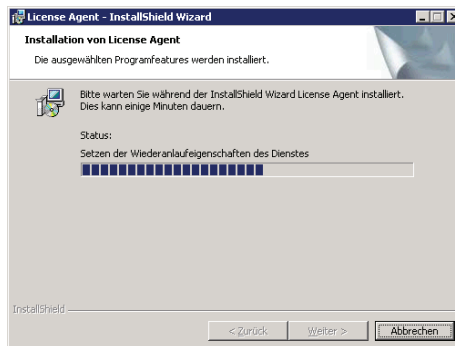 License Agent - InstallShield Wizard
Installation von License Agent
Die ausgewählten Programfeatures werden installiert.
Bitte warten Sie während der InstallShield Wizard License Agent installiert.
Dies kann einige Minuten dauern.
Status:
Setzen der Wiederanlaufeigenschaften des Dienstes
InstallShield
< Zurück
Weiter >
Abbrechen